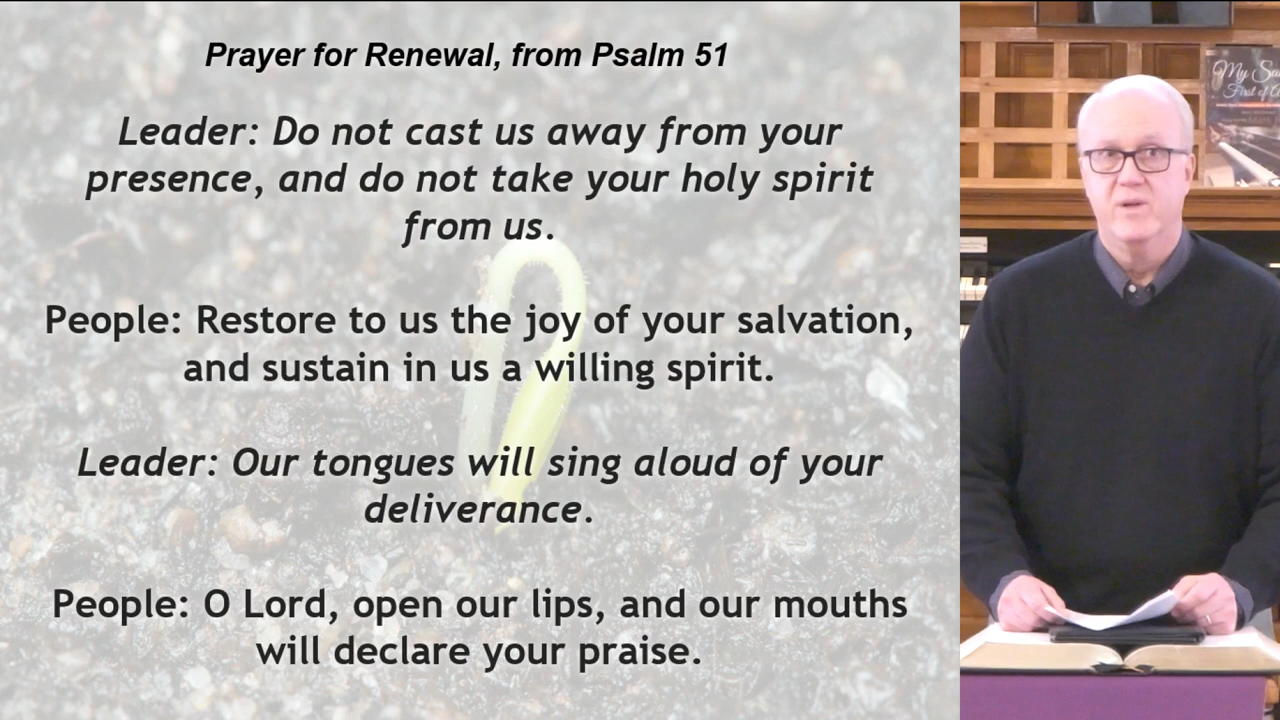 Prayer for Renewal, from Psalm 51
Leader: Do not cast us away from your
presence, and do not take your holy spirit
from us.
People: Restore to us the joy of your salvation,
and sustain in us a willing spirit.
Leader: Our tongues will sing aloud of your
deliverance.
People: O Lord, open our lips, and our mouths
will declare your praise.
My
First of